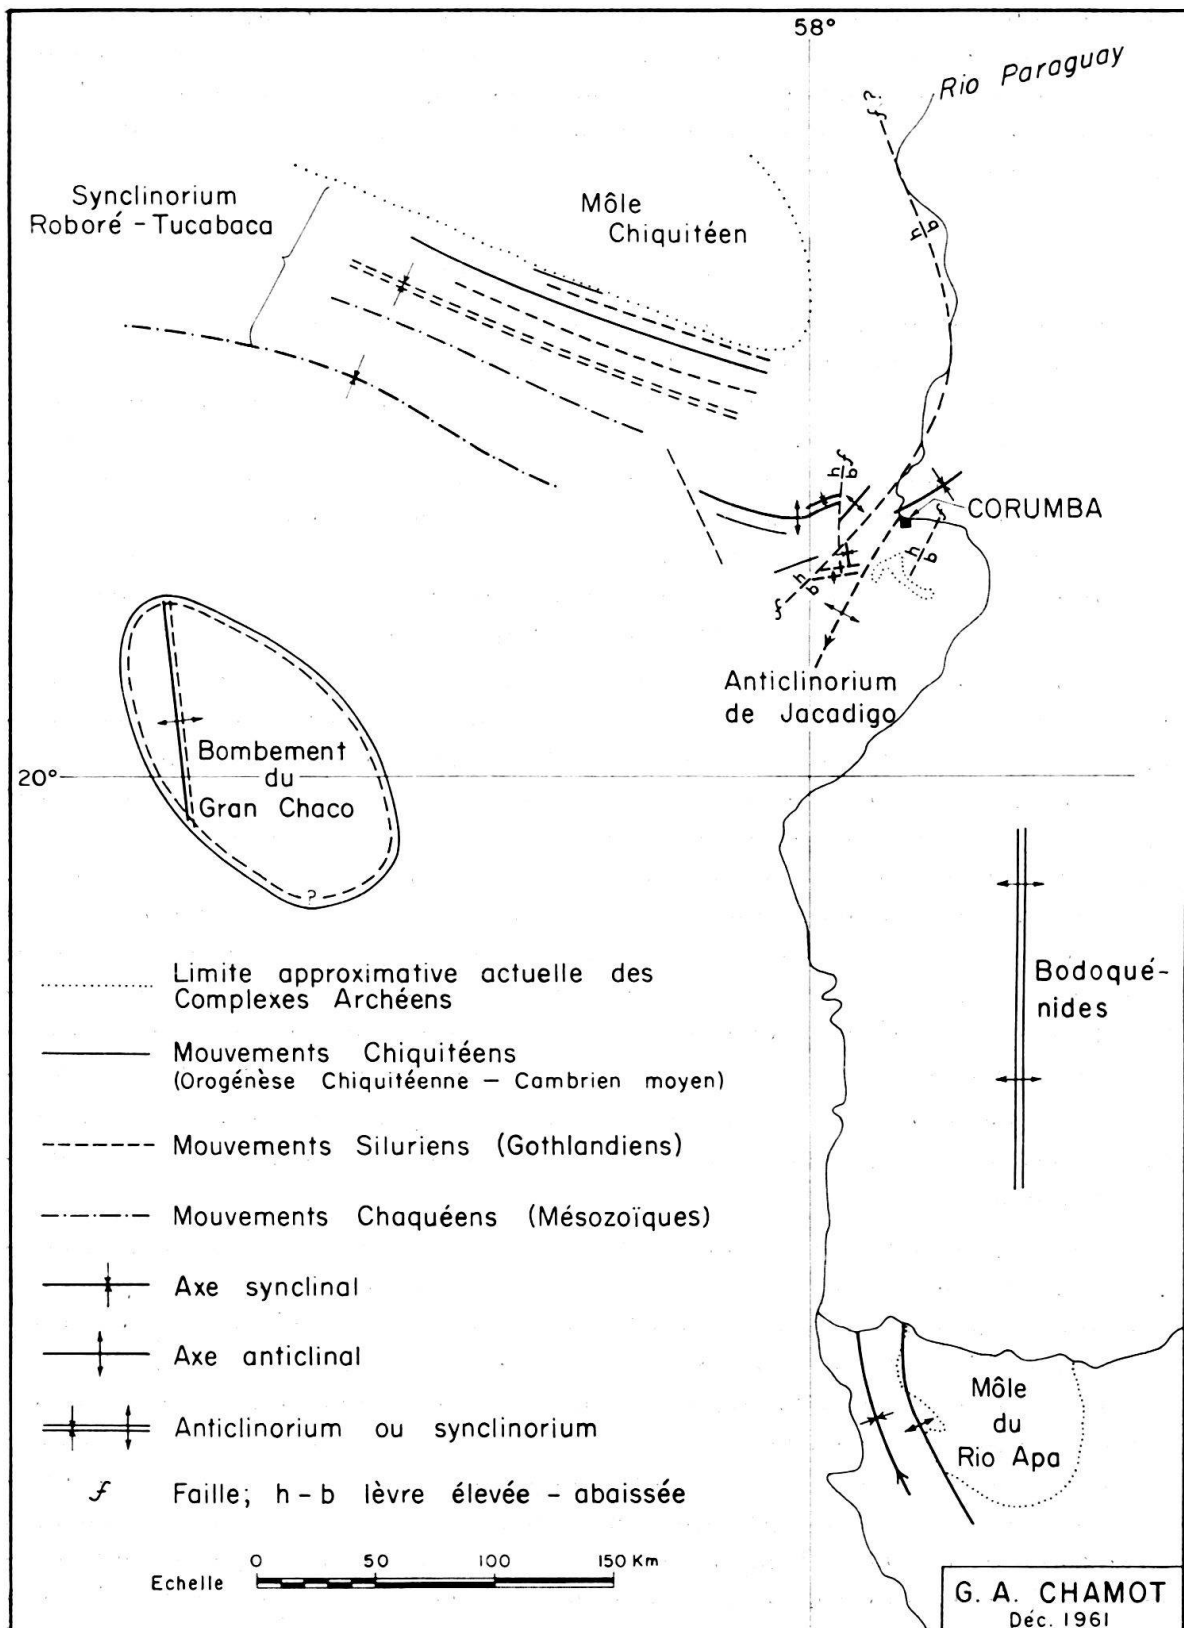 58°
Rio Paraguay
f?
h
b
Synclinorium
Roboré - Tucabaca
Môle
Chiquitéen
h
b
f
CORUMBA
f
h
b
h
b
f
Anticlinorium
de Jacadigo
Bombement
du
Gran Chaco
20°
?
Bodoqué-
nides
Limite approximative actuelle des
Complexes Archéens
Mouvements Chiquitéens
(Orogénèse Chiquitéenne - Cambrien moyen)
Mouvements Siluriens (Gothlandiens)
Mouvements Chaquéens (Mésozoïques)
Axe synclinal
Axe anticlinal
Anticlinorium ou synclinorium
f Faille; h - b lèvre élevée - abaissée
Môle
du
Rio Apa
Echelle 0 50 100 150 Km
G. A. CHAMOT
Déc. 1961